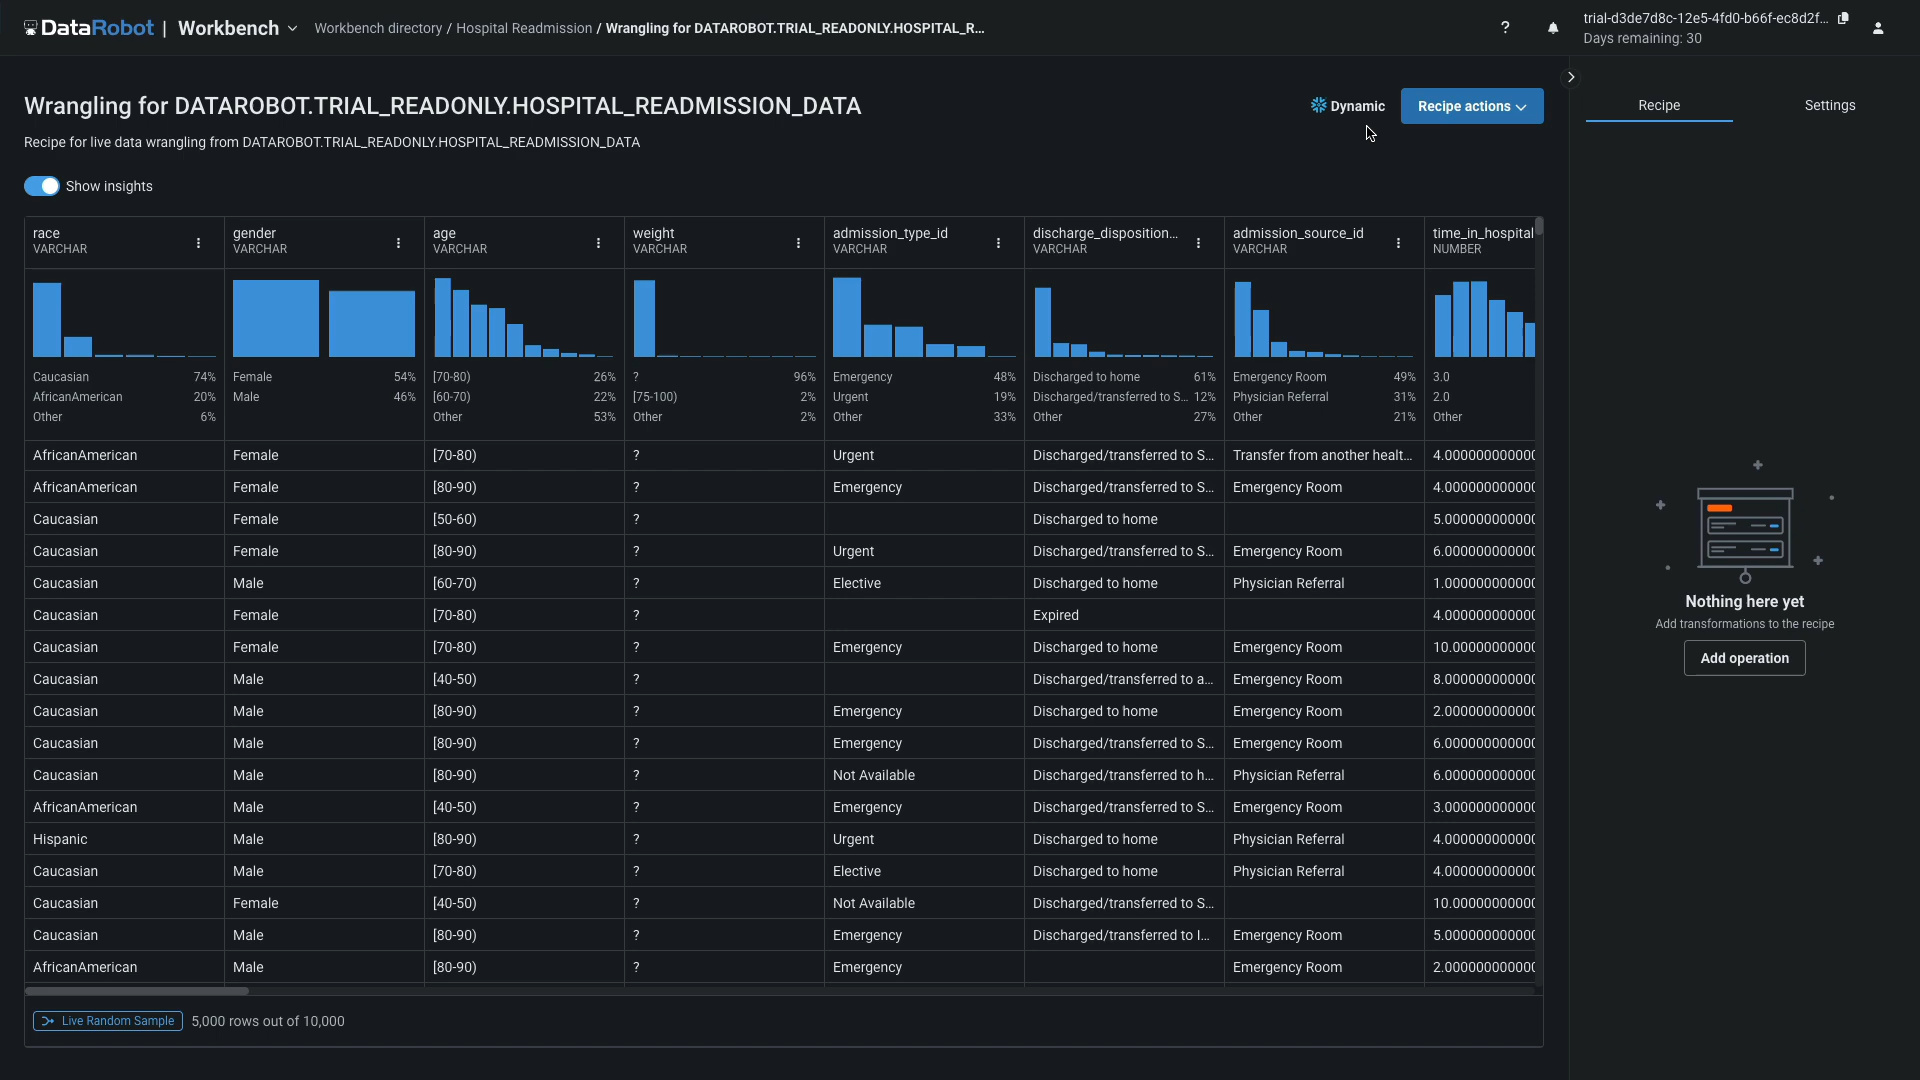 DataRobot | Workbench Workbench directory / Hospital Readmission / Wrangling for DATAROBOT.TRIAL_READONLY.HOSPITAL_R... ? trial-d3de7d8c-12e5-4fd0-b66f-ec8d2f...
Days remaining: 30
Wrangling for DATAROBOT.TRIAL_READONLY.HOSPITAL_READMISSION_DATA Dynamic Recipe actions
Recipe for live data wrangling from DATAROBOT.TRIAL_READONLY.HOSPITAL_READMISSION_DATA
Show insights
race gender age weight admission_type_id discharge_disposition... admission_source_id time_in_hospital
VARCHAR VARCHAR VARCHAR VARCHAR VARCHAR VARCHAR VARCHAR NUMBER
Caucasian 74% Female 54% [70-80) 26% ? 96% Emergency 48% Discharged to home 61% Emergency Room 49% 3.0
AfricanAmerican 20% Male 46% [60-70) 22% [75-100) 2% Urgent 19% Discharged/transferred to S... 12% Physician Referral 31% 2.0
Other 6% Other 53% Other 2% Other 33% Other 27% Other 21% Other
AfricanAmerican Female [70-80) ? Urgent Discharged/transferred to S... Transfer from another healt... 4.000000000000
AfricanAmerican Female [80-90) ? Emergency Discharged/transferred to S... Emergency Room 4.000000000000
Caucasian Female [50-60) ? Discharged to home 5.000000000000
Caucasian Female [80-90) ? Urgent Discharged/transferred to S... Emergency Room 6.000000000000
Caucasian Male [60-70) ? Elective Discharged to home Physician Referral 1.000000000000
Caucasian Female [70-80) ? Expired 4.000000000000
Caucasian Female [70-80) ? Emergency Discharged to home Emergency Room 10.00000000000
Caucasian Male [40-50) ? Discharged/transferred to a... Emergency Room 8.000000000000
Caucasian Male [80-90) ? Emergency Discharged to home Emergency Room 2.000000000000
Caucasian Male [80-90) ? Emergency Discharged/transferred to S... Emergency Room 6.000000000000
Caucasian Male [80-90) ? Not Available Discharged/transferred to h... Physician Referral 6.000000000000
AfricanAmerican Male [40-50) ? Emergency Discharged/transferred to S... Emergency Room 3.000000000000
Hispanic Male [80-90) ? Urgent Discharged to home Physician Referral 4.000000000000
Caucasian Male [70-80) ? Elective Discharged to home Physician Referral 4.000000000000
Caucasian Female [40-50) ? Not Available Discharged/transferred to S... 10.00000000000
Caucasian Male [80-90) ? Emergency Discharged/transferred to I... Emergency Room 5.000000000000
AfricanAmerican Male [80-90) ? Emergency Emergency Room 2.000000000000
Live Random Sample 5,000 rows out of 10,000
Recipe Settings
Nothing here yet
Add transformations to the recipe
Add operation